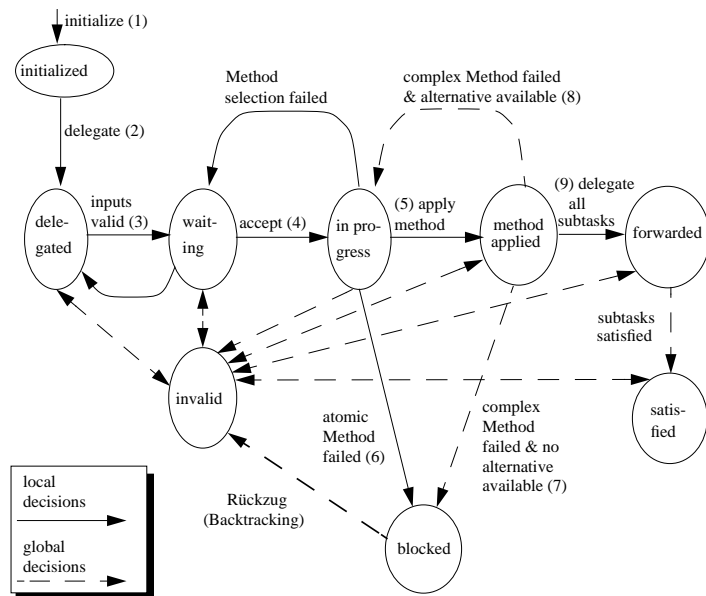 initialize (1)
initialized
Method
selection failed
complex Method failed
& alternative available (8)
delegate (2)
(9) delegate
all
subtasks
inputs
valid (3)
(5) apply
method
dele-
gated
wait-
ing
accept (4)
in pro-
gress
method
applied
forwarded
subtasks
satisfied
invalid
satis-
fied
atomic
Method
failed (6)
complex
Method
failed & no
alternative
available (7)
local
decisions
global
decisions
Rückzug
(Backtracking)
blocked